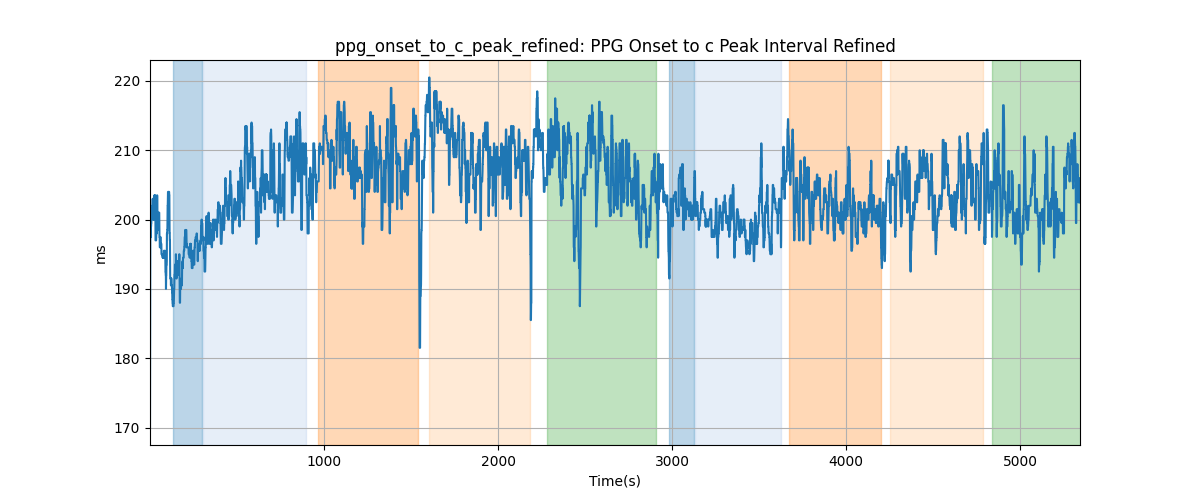 ppg_onset_to_c_peak_refined: PPG Onset to c Peak Interval Refined
220
210
200
190
180
170
ms
1000 2000 3000 4000 5000
Time(s)